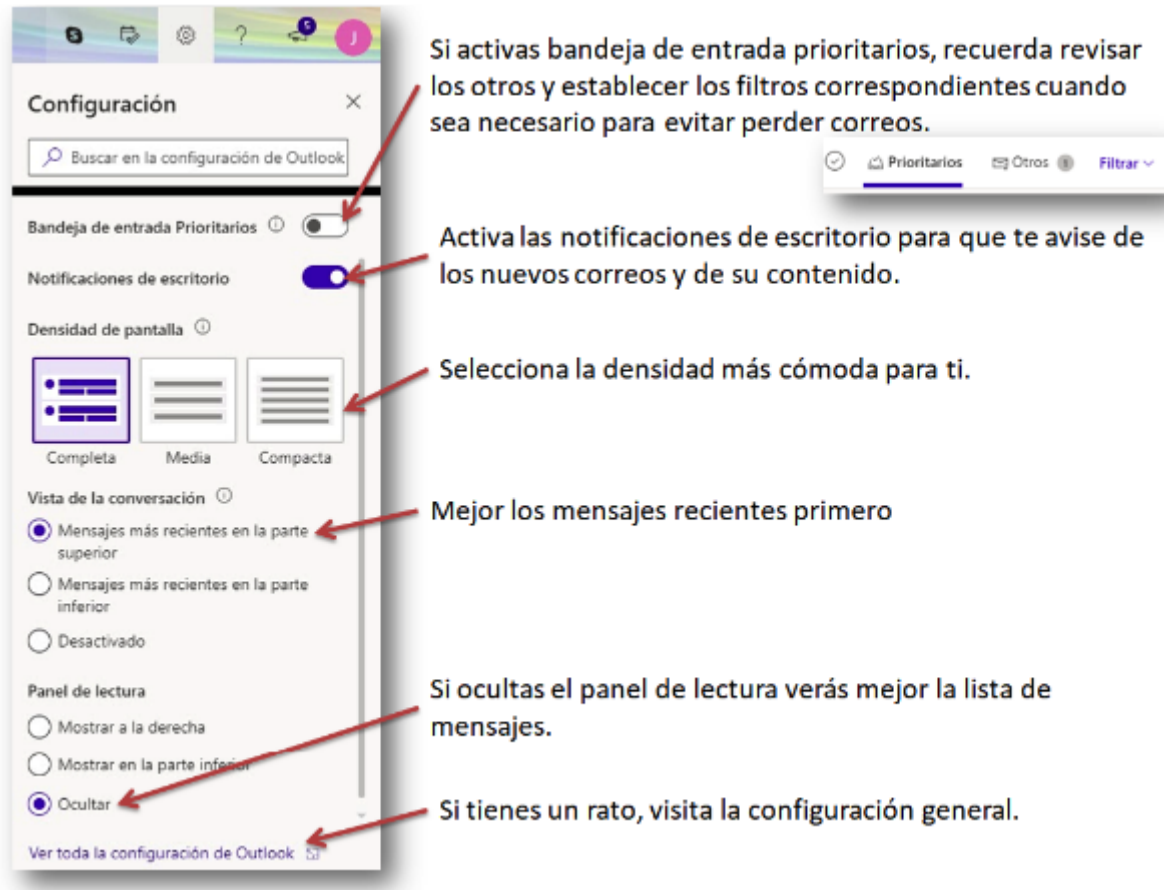 5
J
Configuración
Buscar en la configuración de Outlook
Bandeja de entrada Prioritarios
Notificaciones de escritorio
Densidad de pantalla
Completa Media Compacta
Vista de la conversación
Mensajes más recientes en la parte
superior
Mensajes más recientes en la parte
inferior
Desactivado
Panel de lectura
Mostrar a la derecha
Mostrar en la parte inferior
Ocultar
Ver toda la configuración de Outlook
Si activas bandeja de entrada prioritarios, recuerda revisar
los otros y establecer los filtros correspondientes cuando
sea necesario para evitar perder correos.
Prioritarios Otros 1 Filtrar
Activa las notificaciones de escritorio para que te avise de
los nuevos correos y de su contenido.
Selecciona la densidad más cómoda para ti.
Mejor los mensajes recientes primero
Si ocultas el panel de lectura verás mejor la lista de
mensajes.
Si tienes un rato, visita la configuración general.